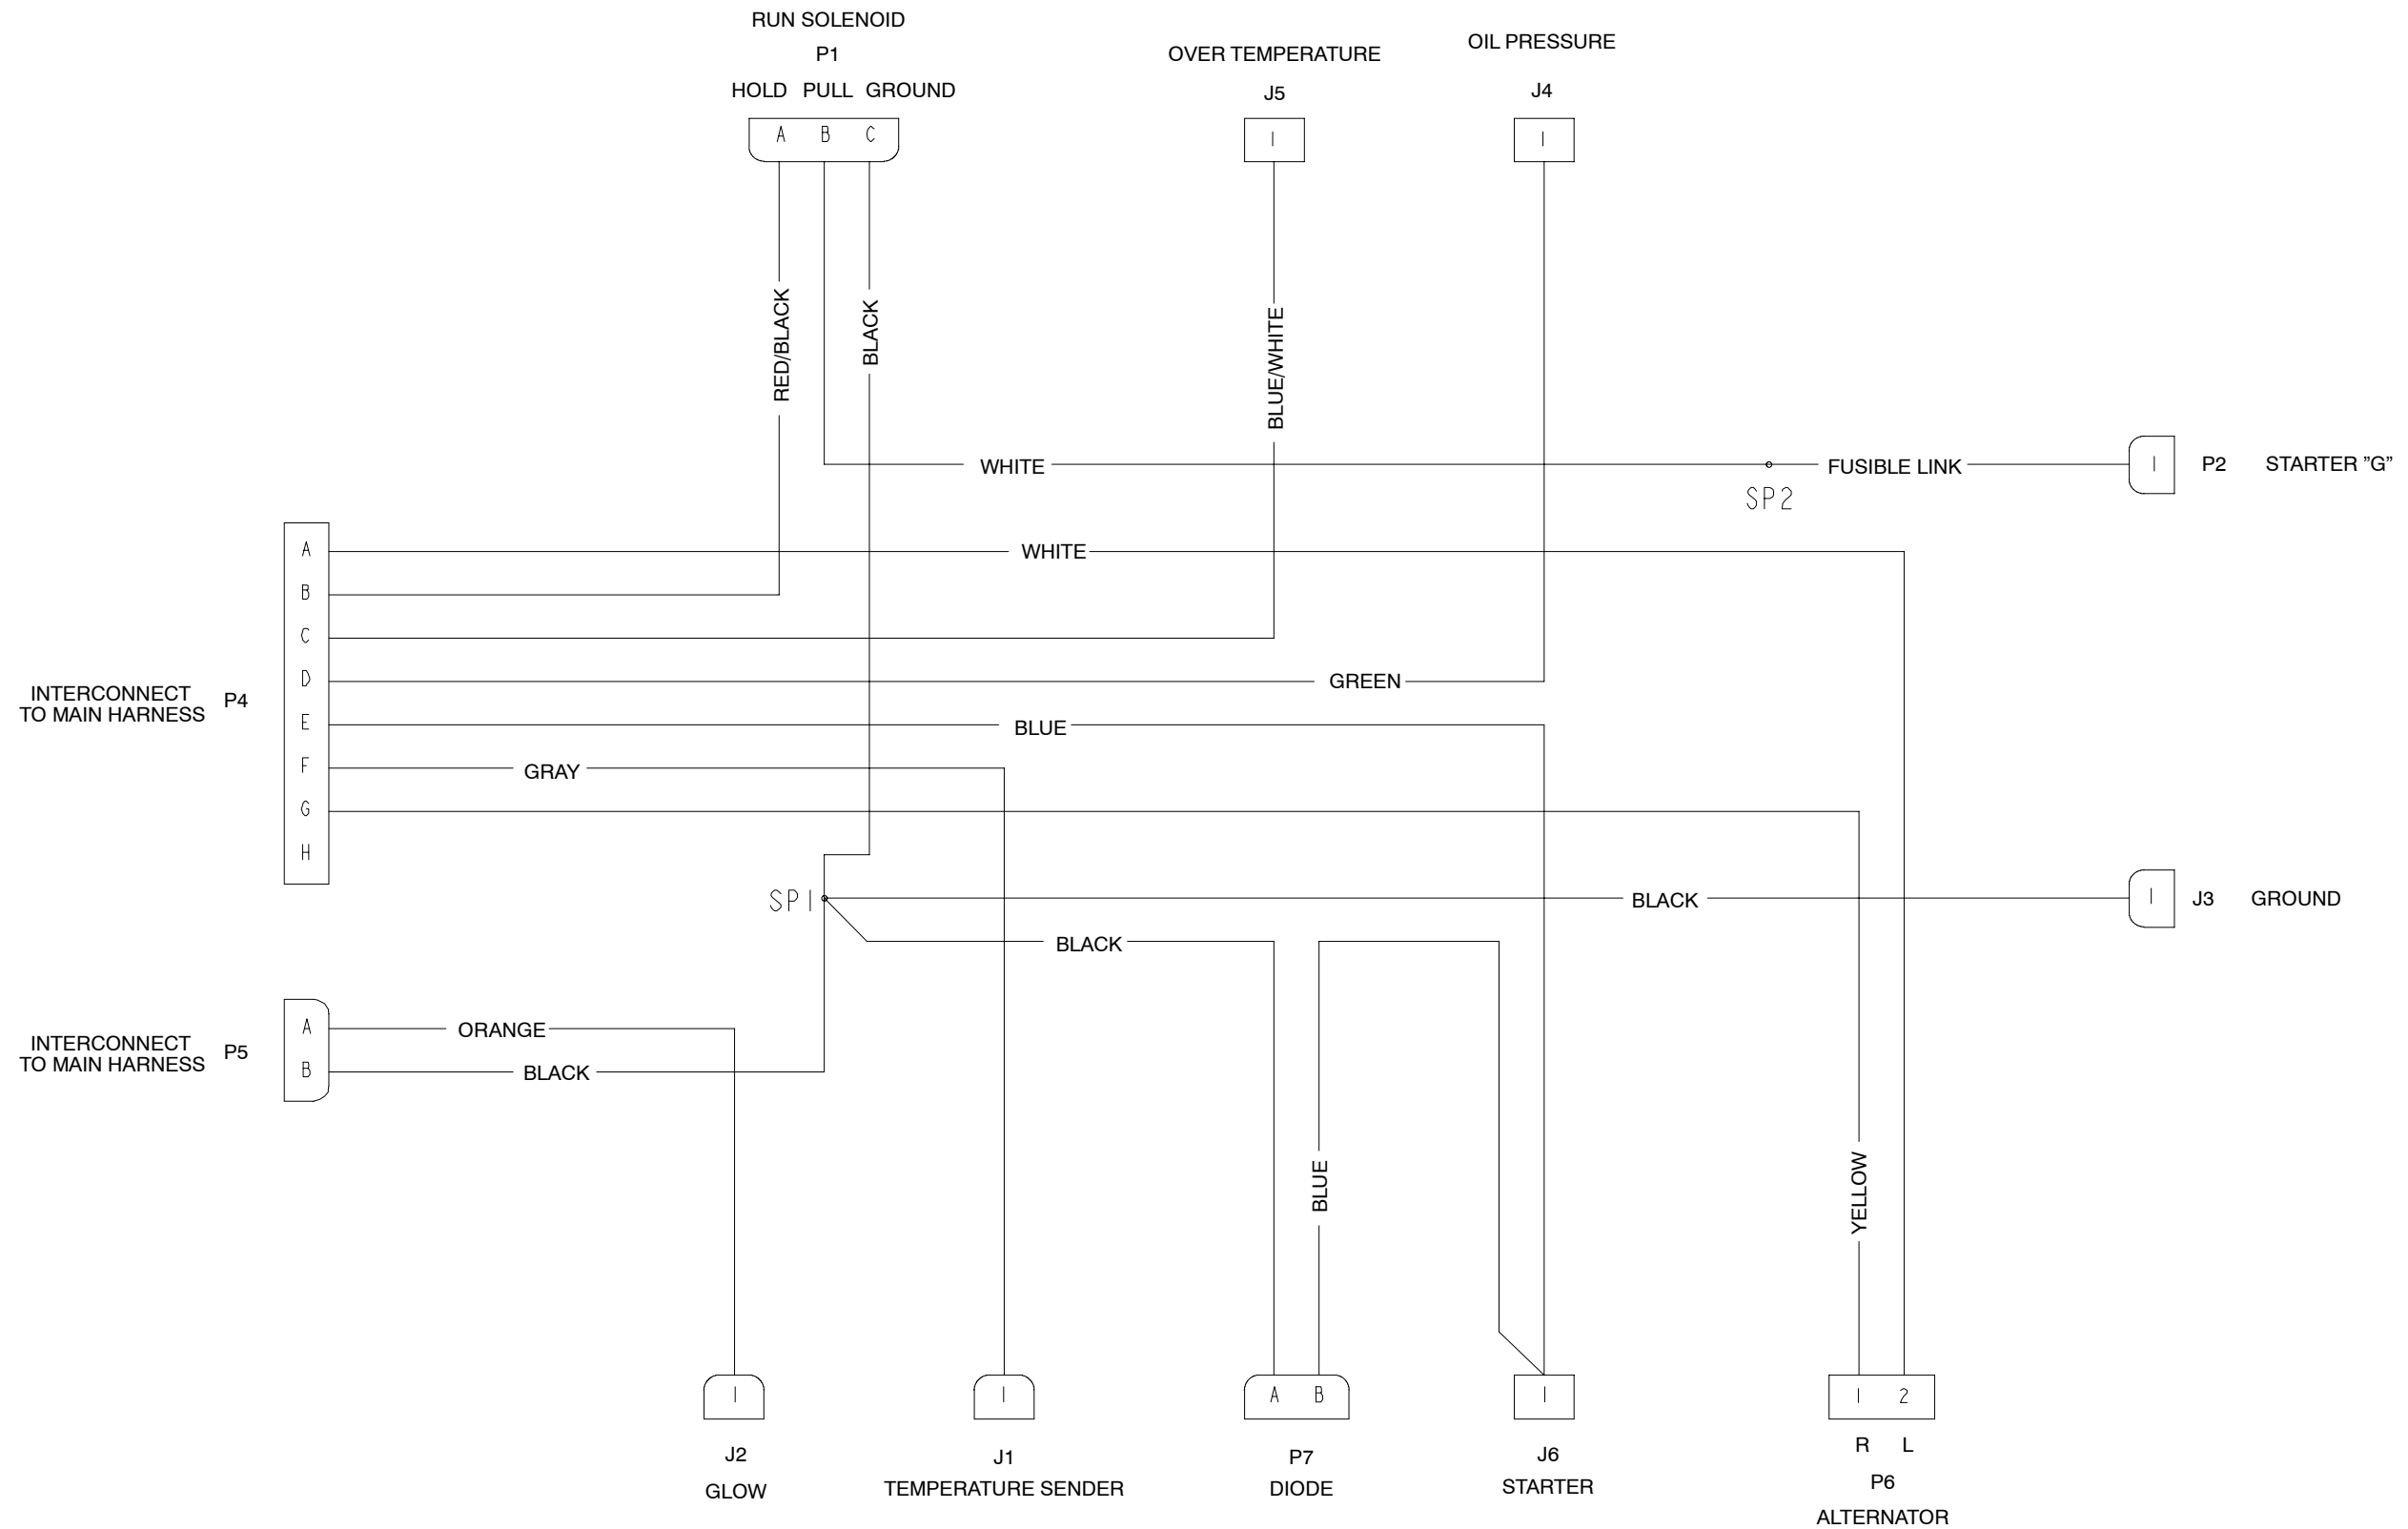 RUN SOLENOID
P1
HOLD PULL GROUND
A B C
OVER TEMPERATURE
J5
1
OIL PRESSURE
J4
1
RED/BLACK
BLACK
BLUE/WHITE
WHITE
SP2
FUSIBLE LINK
1
P2
STARTER ”G”
INTERCONNECT
TO MAIN HARNESS
P4
A
B
C
D
E
F
G
H
WHITE
GREEN
BLUE
GRAY
SP1
BLACK
1
J3
GROUND
BLACK
INTERCONNECT
TO MAIN HARNESS
P5
A
B
ORANGE
BLACK
BLUE
YELLOW
1
J2
GLOW
1
J1
TEMPERATURE SENDER
A B
P7
DIODE
1
J6
STARTER
1 2
R L
P6
ALTERNATOR